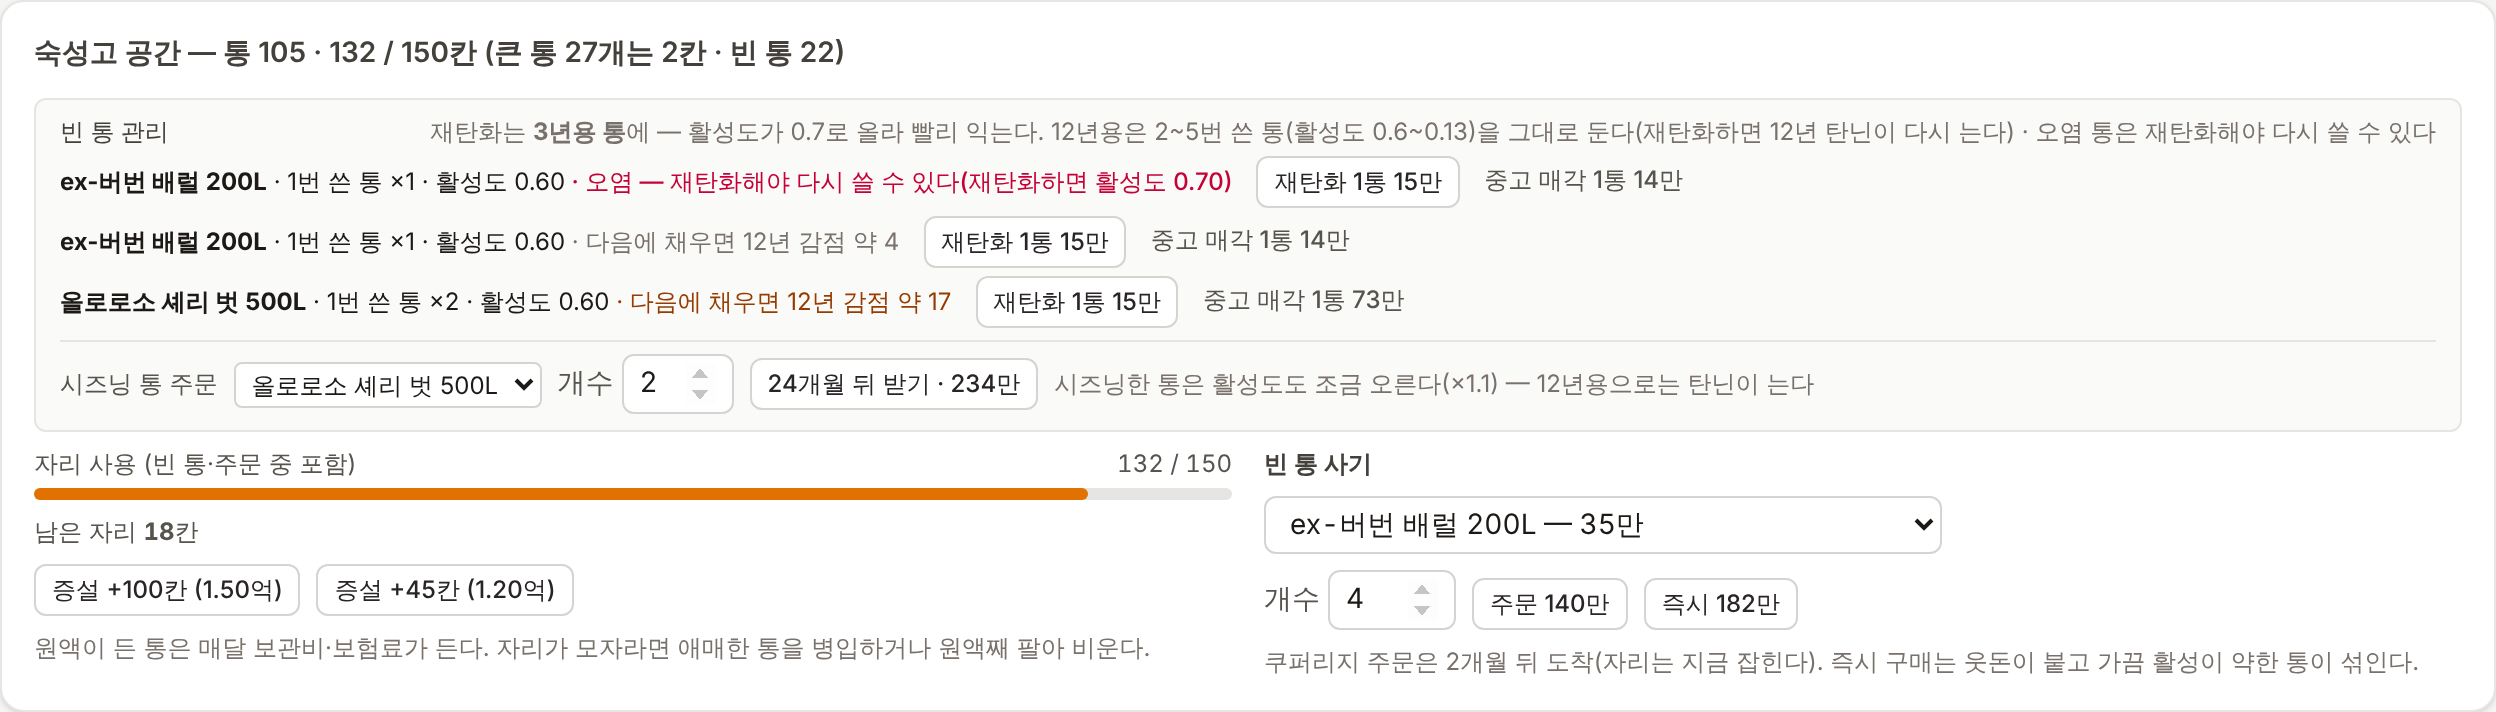 숙성고 공간 — 통 105 · 132 / 150칸 (큰 통 27개는 2칸 · 빈 통 22)
빈 통 관리
재탄화는 3년용 통에 — 활성도가 0.7로 올라 빨리 익는다. 12년용은 2~5번 쓴 통(활성도 0.6~0.13)을 그대로 둔다(재탄화하면 12년 탄닌이 다시 는다) · 오염 통은 재탄화해야 다시 쓸 수 있다
ex-버번 배럴 200L · 1번 쓴 통 ×1 · 활성도 0.60 · 오염 — 재탄화해야 다시 쓸 수 있다(재탄화하면 활성도 0.70) 재탄화 1통 15만 중고 매각 1통 14만
ex-버번 배럴 200L · 1번 쓴 통 ×1 · 활성도 0.60 · 다음에 채우면 12년 감점 약 4 재탄화 1통 15만 중고 매각 1통 14만
올로로소 셰리 벗 500L · 1번 쓴 통 ×2 · 활성도 0.60 · 다음에 채우면 12년 감점 약 17 재탄화 1통 15만 중고 매각 1통 73만
시즈닝 통 주문 올로로소 셰리 벗 500L 개수 2 24개월 뒤 받기 · 234만 시즈닝한 통은 활성도도 조금 오른다(×1.1) — 12년용으로는 탄닌이 는다
자리 사용 (빈 통·주문 중 포함) 132 / 150
남은 자리 18칸
증설 +100칸 (1.50억) 증설 +45칸 (1.20억)
원액이 든 통은 매달 보관비·보험료가 든다. 자리가 모자라면 애매한 통을 병입하거나 원액째 팔아 비운다.
빈 통 사기
ex-버번 배럴 200L — 35만
개수 4 주문 140만 즉시 182만
쿠퍼리지 주문은 2개월 뒤 도착(자리는 지금 잡힌다). 즉시 구매는 웃돈이 붙고 가끔 활성이 약한 통이 섞인다.